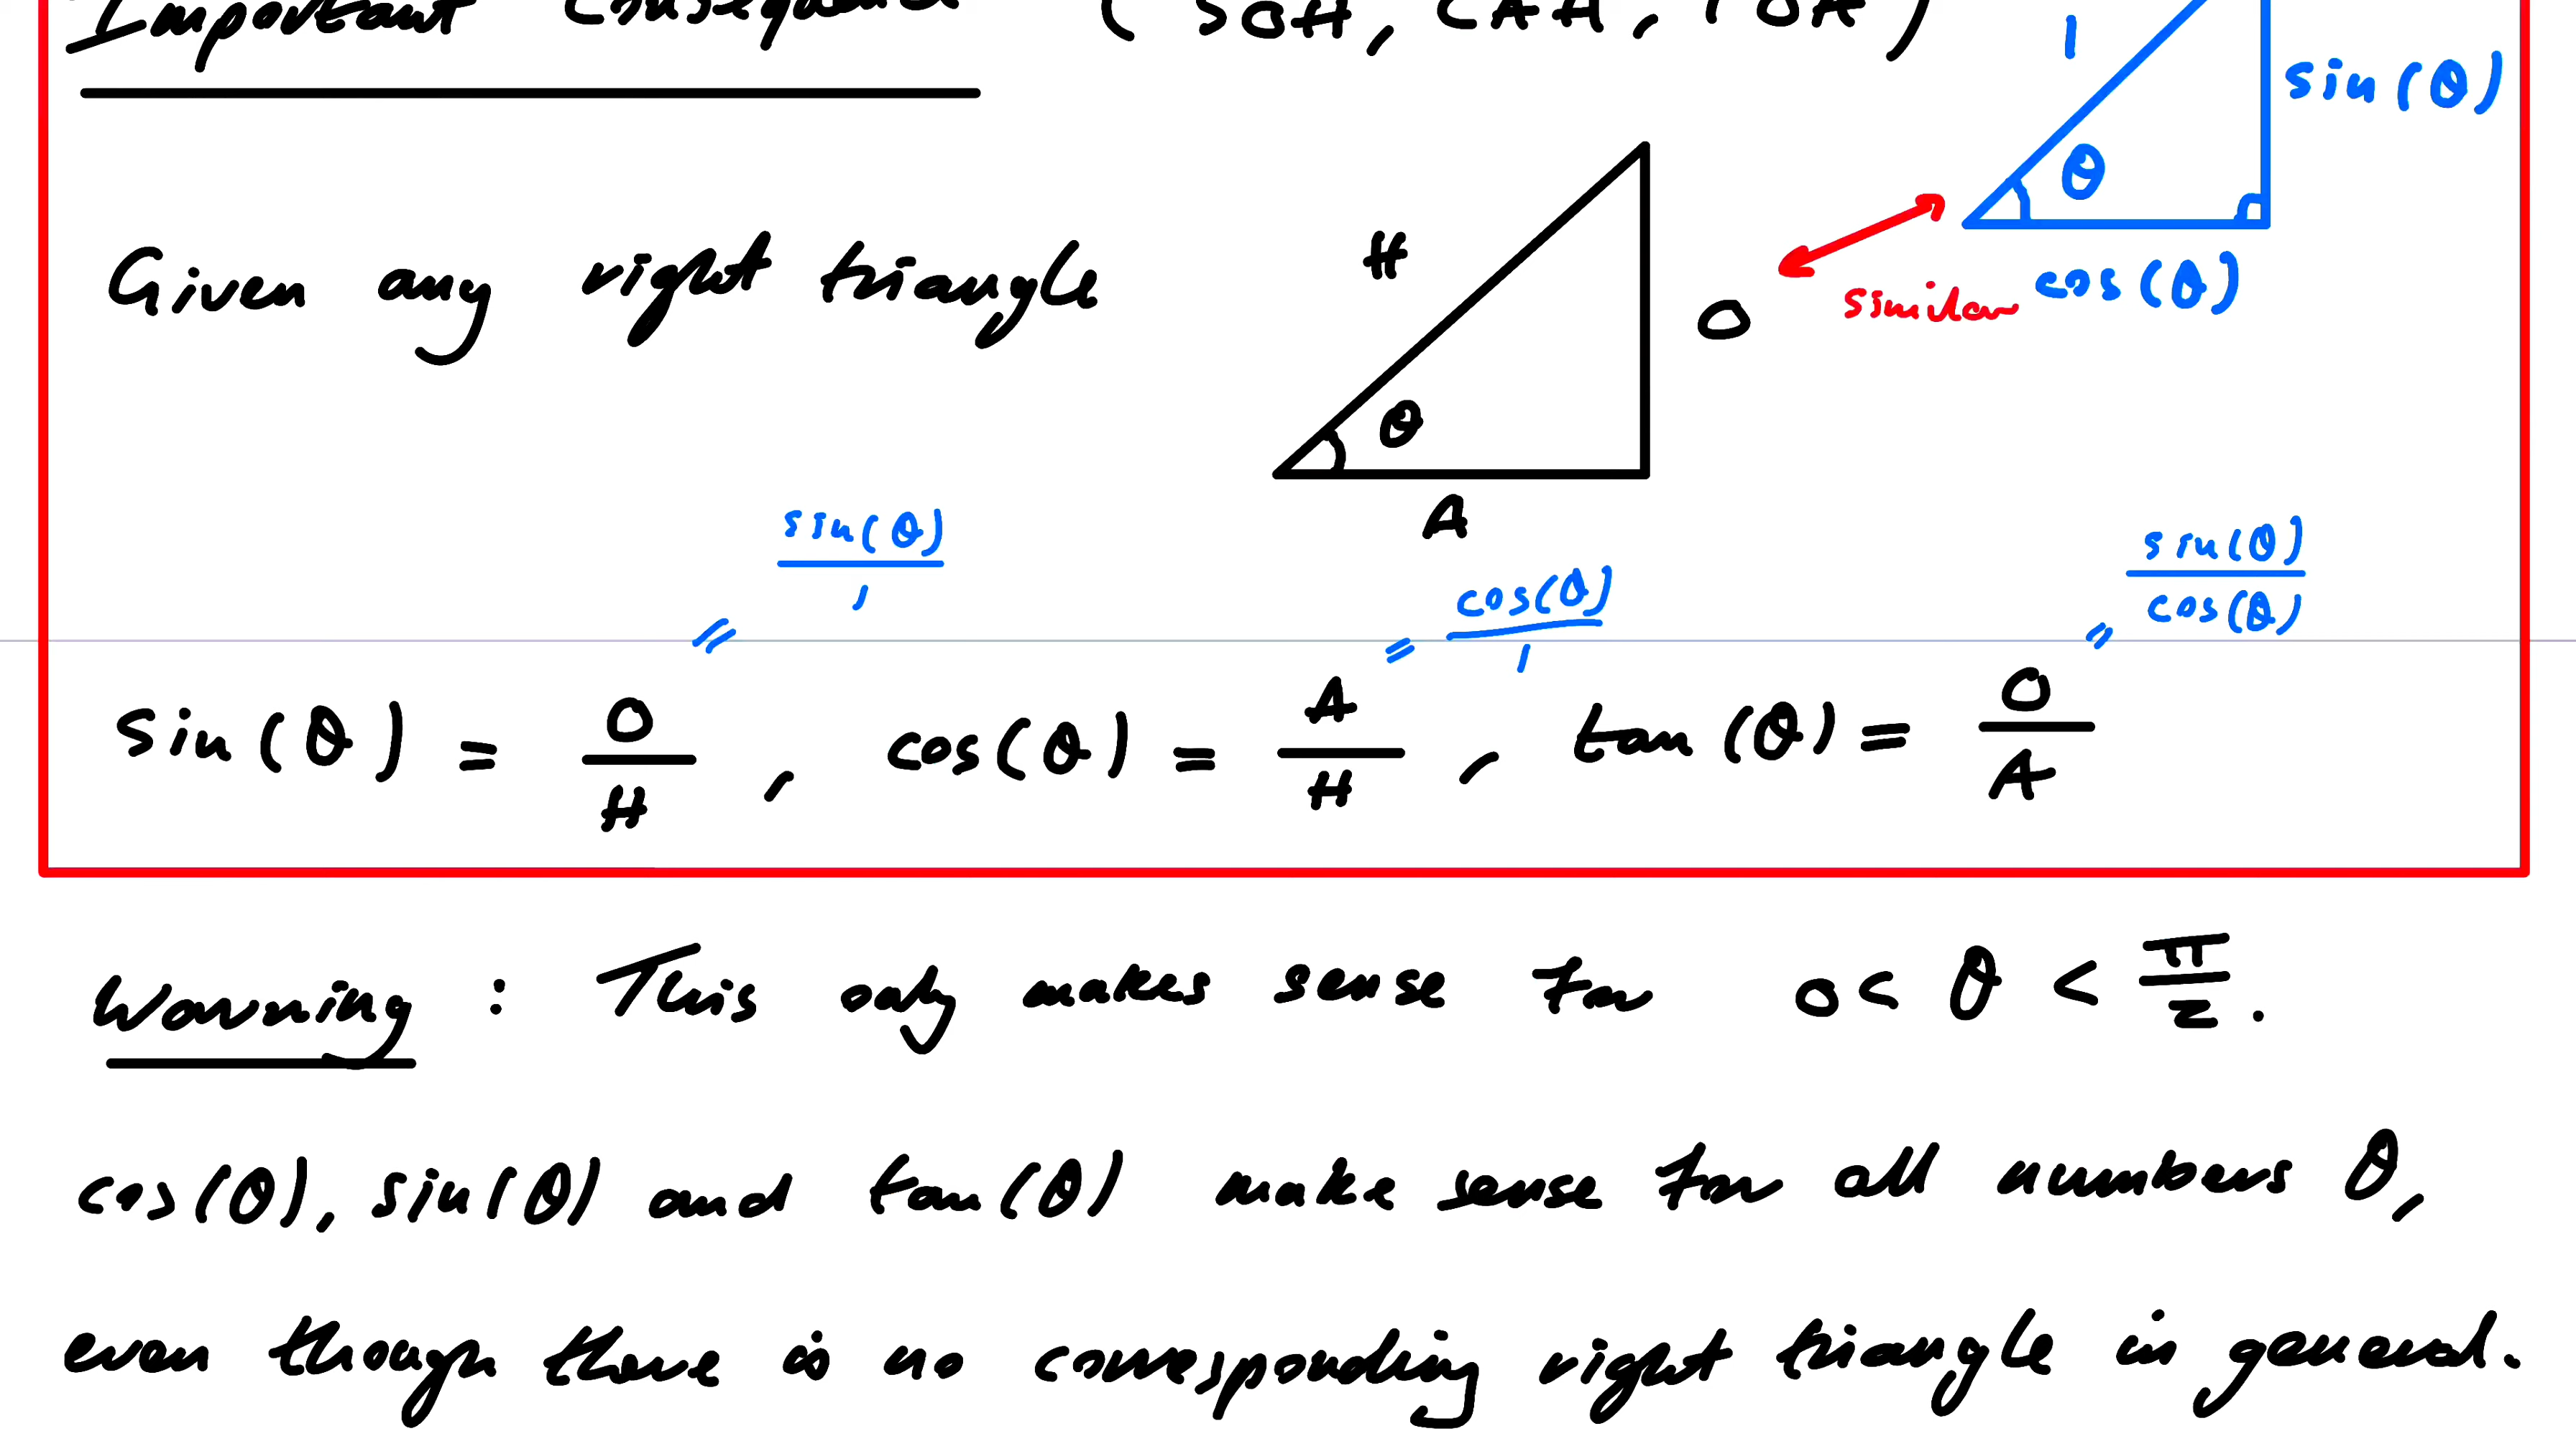 Important Consequence (SOH, CAH, TOA)
1
sin(θ)
θ
cos(θ)
similar
Given any right triangle
H
O
θ
A
= sin(θ)/1
= cos(θ)/1
= sin(θ)/cos(θ)
sin(θ) = O/H , cos(θ) = A/H , tan(θ) = O/A
Warning : This only makes sense for 0 < θ < π/2.
cos(θ), sin(θ) and tan(θ) make sense for all numbers θ,
even though there is no corresponding right triangle in general.